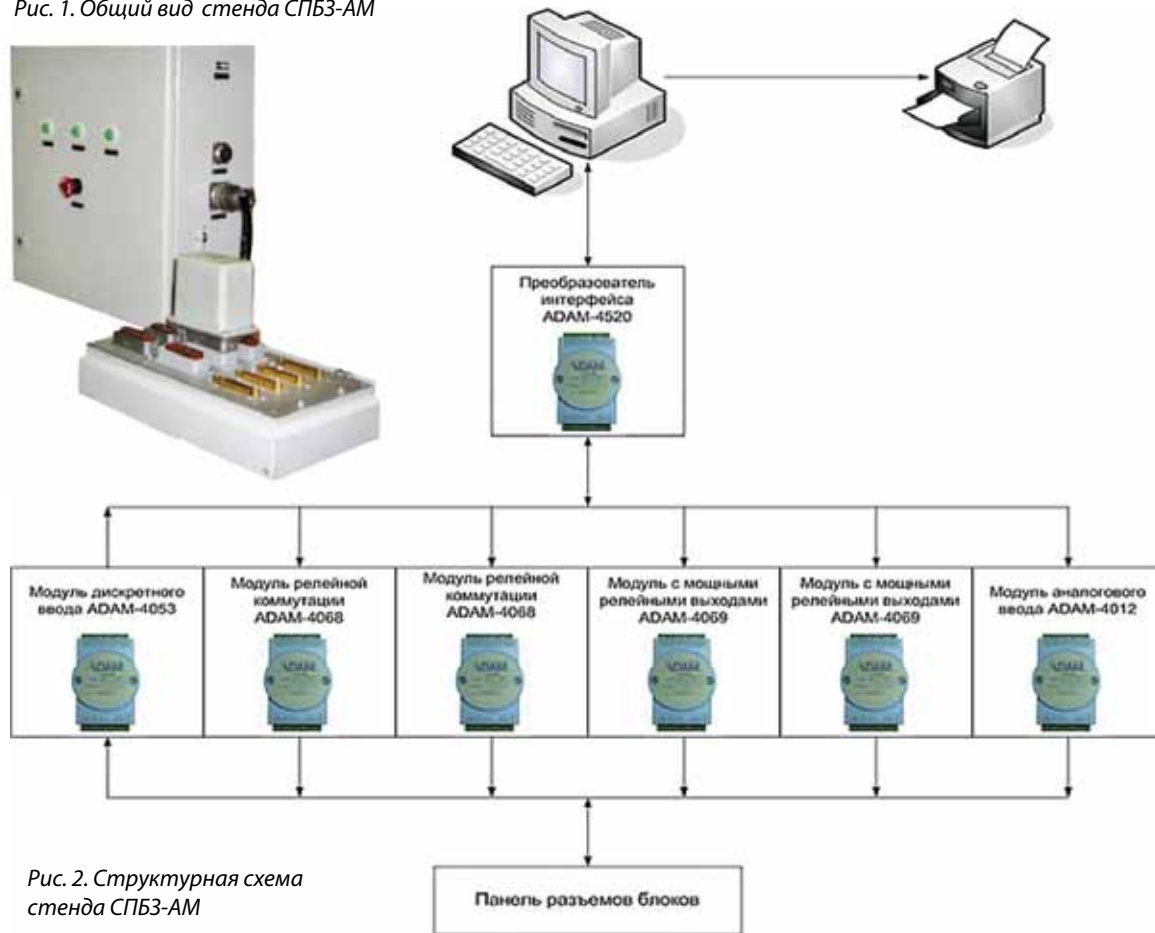 Рис. 1. Общий вид стенда СПБЗ-АМ
Преобразователь
интерфейса
ADAM-4520
Модуль дискретного
ввода ADAM-4053
Модуль релейной
коммутации
ADAM-4068
Модуль релейной
коммутации
ADAM-4068
Модуль с мощными
релейными выходами
ADAM-4069
Модуль с мощными
релейными выходами
ADAM-4069
Модуль аналогового
ввода ADAM-4012
Рис. 2. Структурная схема
стенда СПБЗ-АМ
Панель разъемов блоков